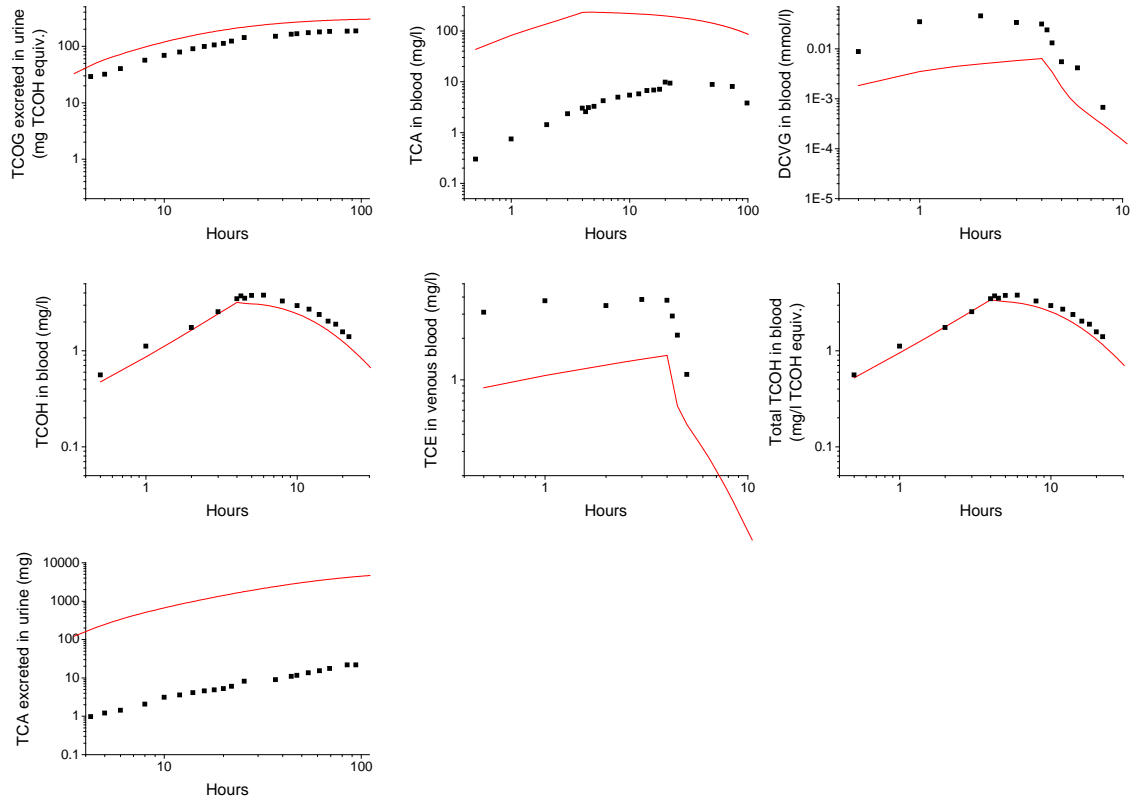 TCOG excreted in urine
(mg TCOH equiv.)
100
10
1
10
100
Hours
TCA in blood (mg/l)
100
10
1
0.1
1
10
100
Hours
DCVG in blood (mmol/l)
0.01
1E-3
1E-4
1E-5
1
10
Hours
TCOH in blood (mg/l)
1
0.1
1
10
Hours
TCE in venous blood (mg/l)
1
1
10
Hours
Total TCOH in blood
(mg/l TCOH equiv.)
1
0.1
1
10
Hours
TCA excreted in urine (mg)
10000
1000
100
10
1
0.1
10
100
Hours